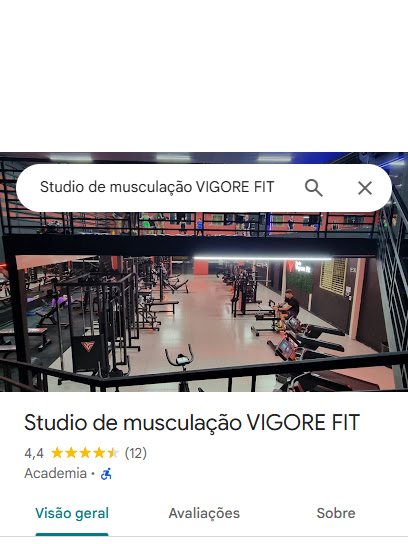 Studio de musculação VIGORE FIT
Studio de musculação VIGORE FIT
4,4 (12)
Academia ·
Visão geral Avaliações Sobre